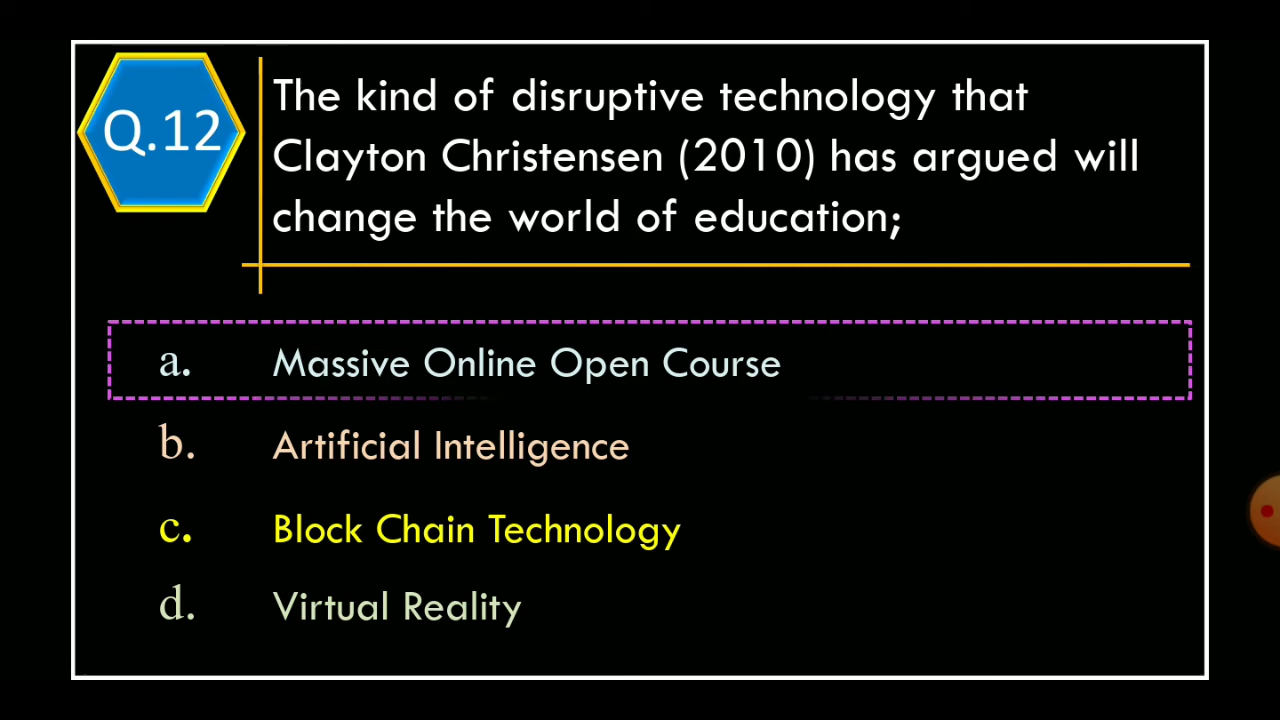 Q.12
The kind of disruptive technology that
Clayton Christensen (2010) has argued will
change the world of education;
a. Massive Online Open Course
b. Artificial Intelligence
c. Block Chain Technology
d. Virtual Reality